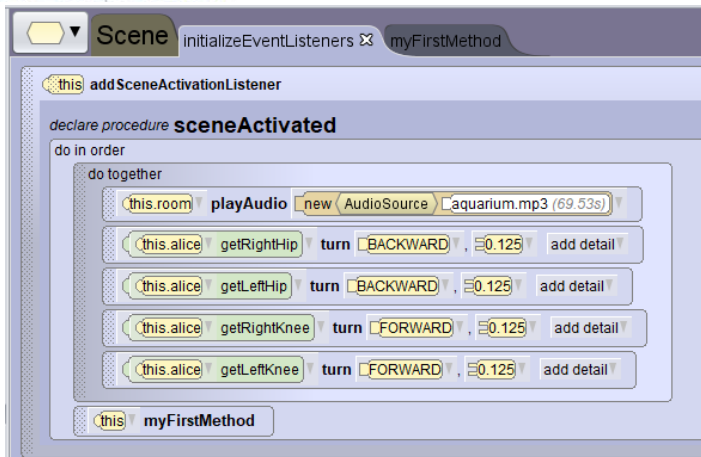 Scene initializeEventListeners myFirstMethod
this addSceneActivationListener
declare procedure sceneActivated
do in order
do together
this.room playAudio new AudioSource aquarium.mp3 (69.53s)
this.alice getRightHip turn BACKWARD , 0.125 add detail
this.alice getLeftHip turn BACKWARD , 0.125 add detail
this.alice getRightKnee turn FORWARD , 0.125 add detail
this.alice getLeftKnee turn FORWARD , 0.125 add detail
this myFirstMethod